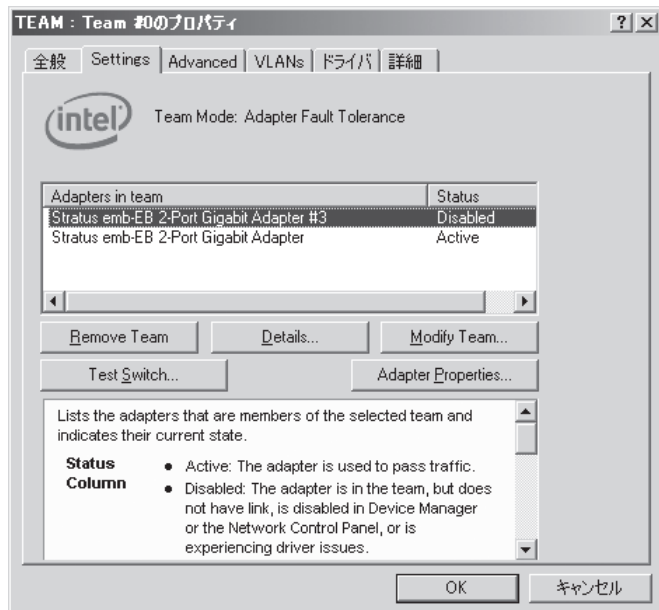 TEAM : Team #0のプロパティ
? ×
全般 Settings Advanced VLANs ドライバ 詳細
intel
Team Mode: Adapter Fault Tolerance
Adapters in team Status
Stratus emb-EB 2-Port Gigabit Adapter #3 Disabled
Stratus emb-EB 2-Port Gigabit Adapter Active
Remove Team Details... Modify Team...
Test Switch... Adapter Properties...
Lists the adapters that are members of the selected team and
indicates their current state.
Status Column
• Active: The adapter is used to pass traffic.
• Disabled: The adapter is in the team, but does
not have link, is disabled in Device Manager
or the Network Control Panel, or is
experiencing driver issues.
OK キャンセル